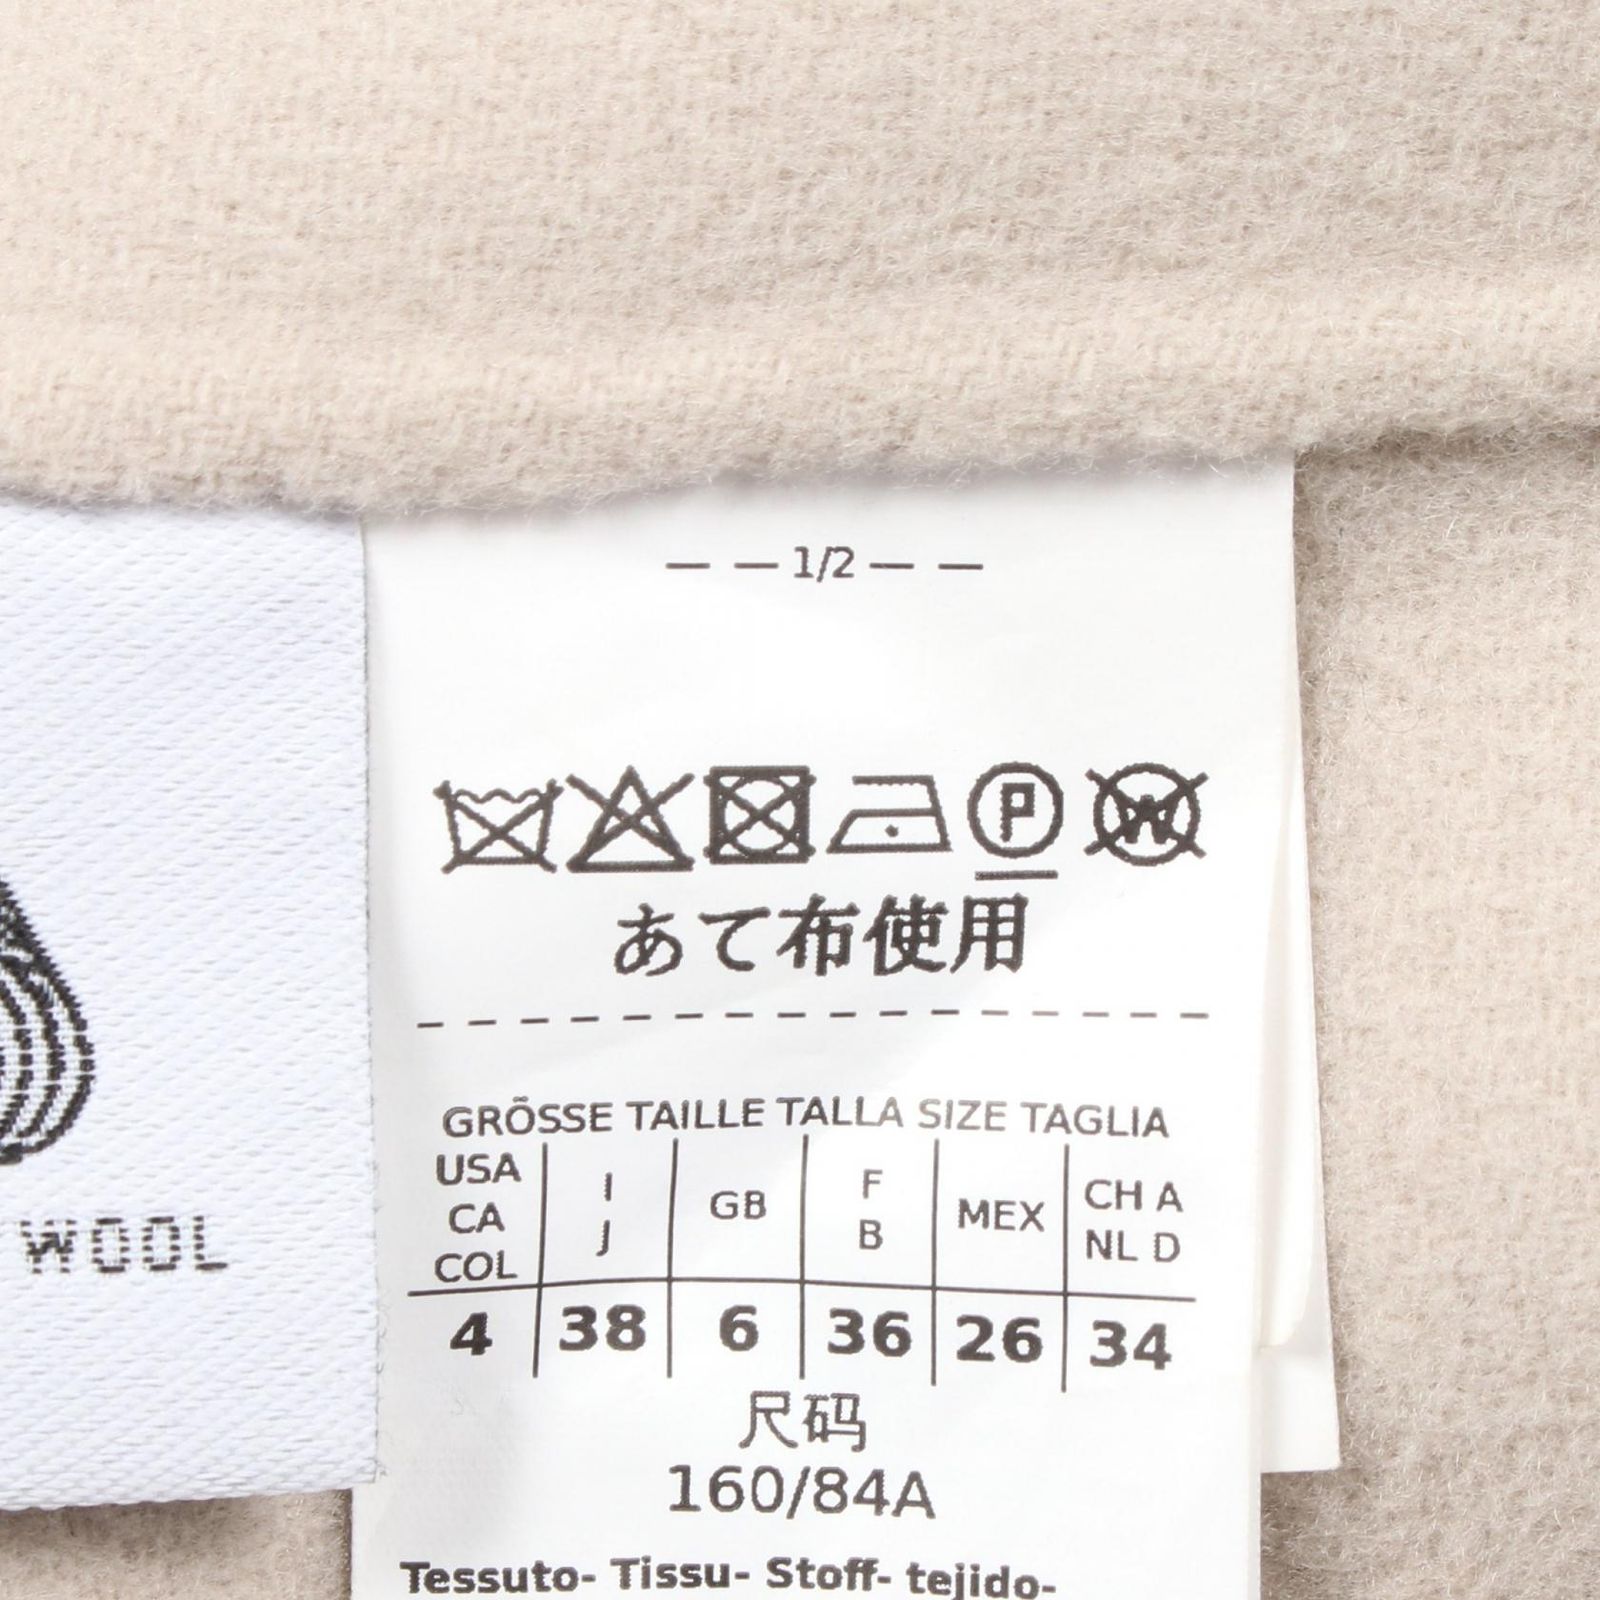 — — 1/2 — —
P W
あて布使用
GRÕSSE TAILLE TALLA SIZE TAGLIA
USA CA COL I J GB F B MEX CH A NL D
4 38 6 36 26 34
尺码
160/84A
Tessuto- Tissu- Stoff- tejido-
WOOL